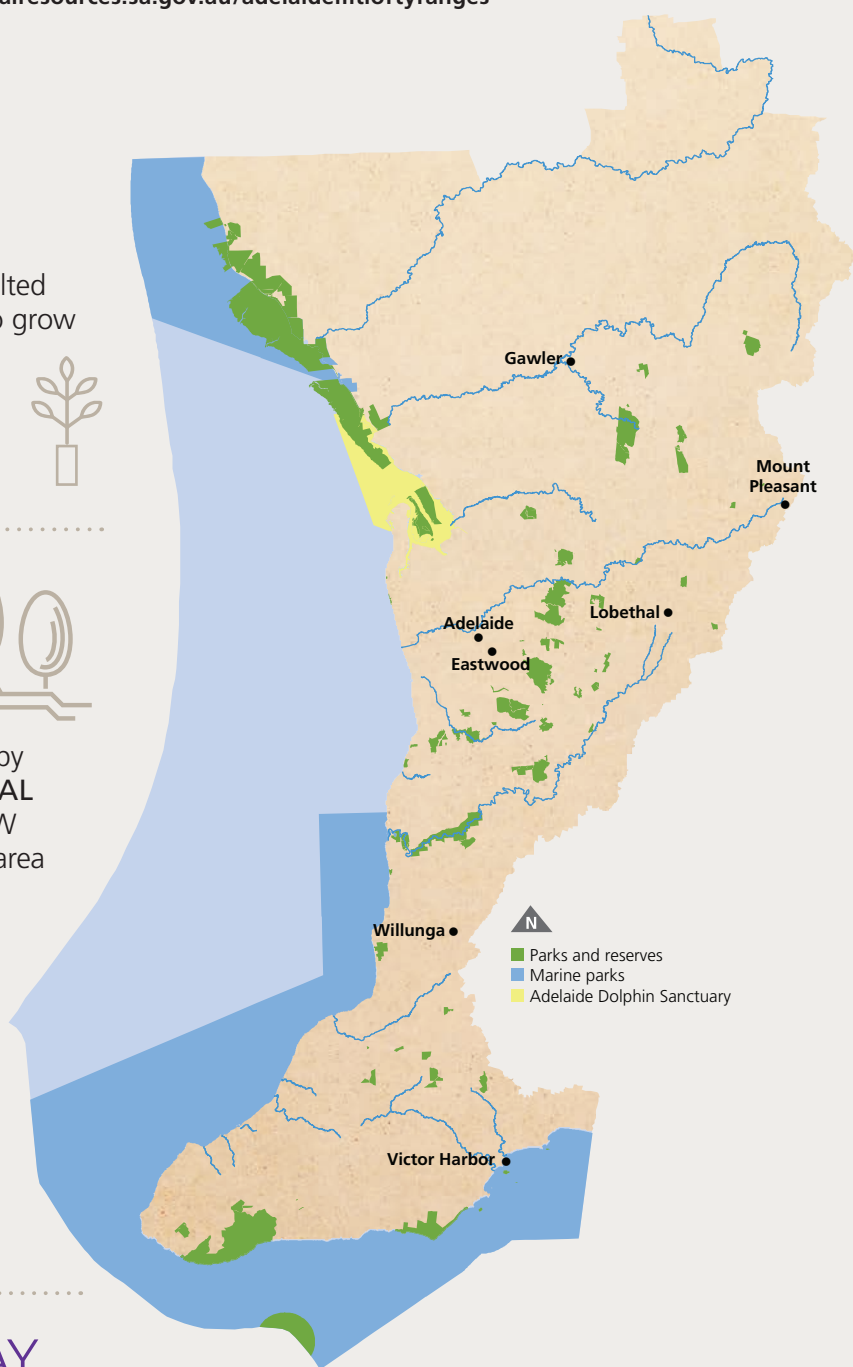 lted
o grow
by
AL
W
area
AY
Gawler
Mount
Pleasant
Lobethal
Adelaide
Eastwood
Willunga
N
Parks and reserves
Marine parks
Adelaide Dolphin Sanctuary
Victor Harbor